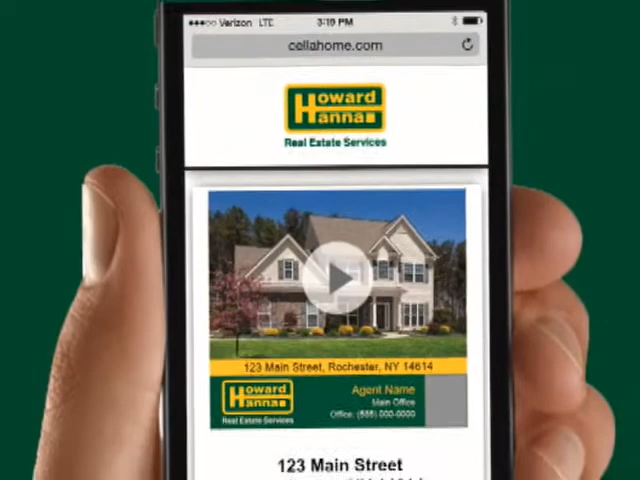 Verizon LTE 3:19 PM
cellahome.com
Howard
Hanna
Real Estate Services
123 Main Street, Rochester, NY 14614
Howard
Hanna
Real Estate Services
Agent Name
Main Office
Office: (585) 000-0000
123 Main Street